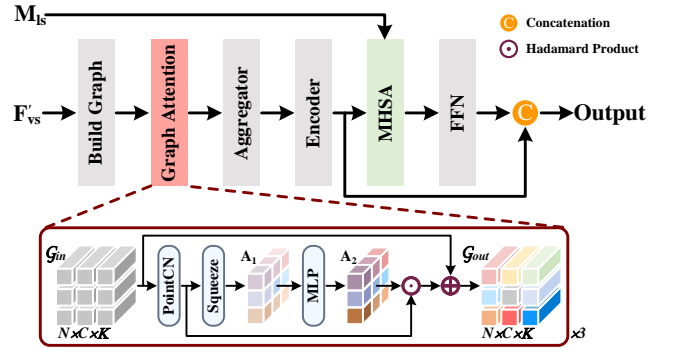 M_ls
C Concatenation
Hadamard Product
F'_vs
Build Graph
Graph Attention
Aggregator
Encoder
MHSA
FFN
C
Output
G_in
PointCN
Squeeze
A_1
MLP
A_2
G_out
N×C×K
N×C×K
×3